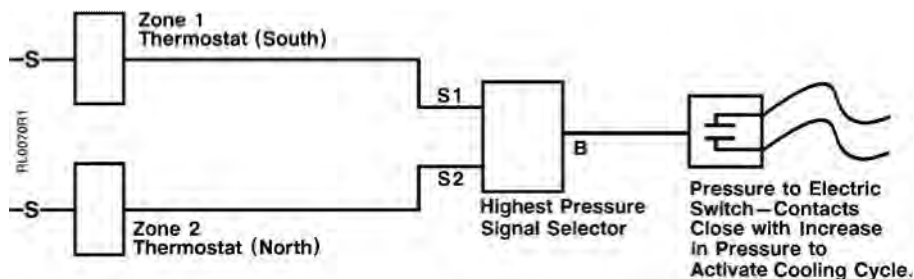 Zone 1
Thermostat (South)
S
S1
RL0070R1
B
S2
S
Zone 2
Thermostat (North)
Highest Pressure
Signal Selector
Pressure to Electric
Switch—Contacts
Close with Increase
in Pressure to
Activate Cooling Cycle.